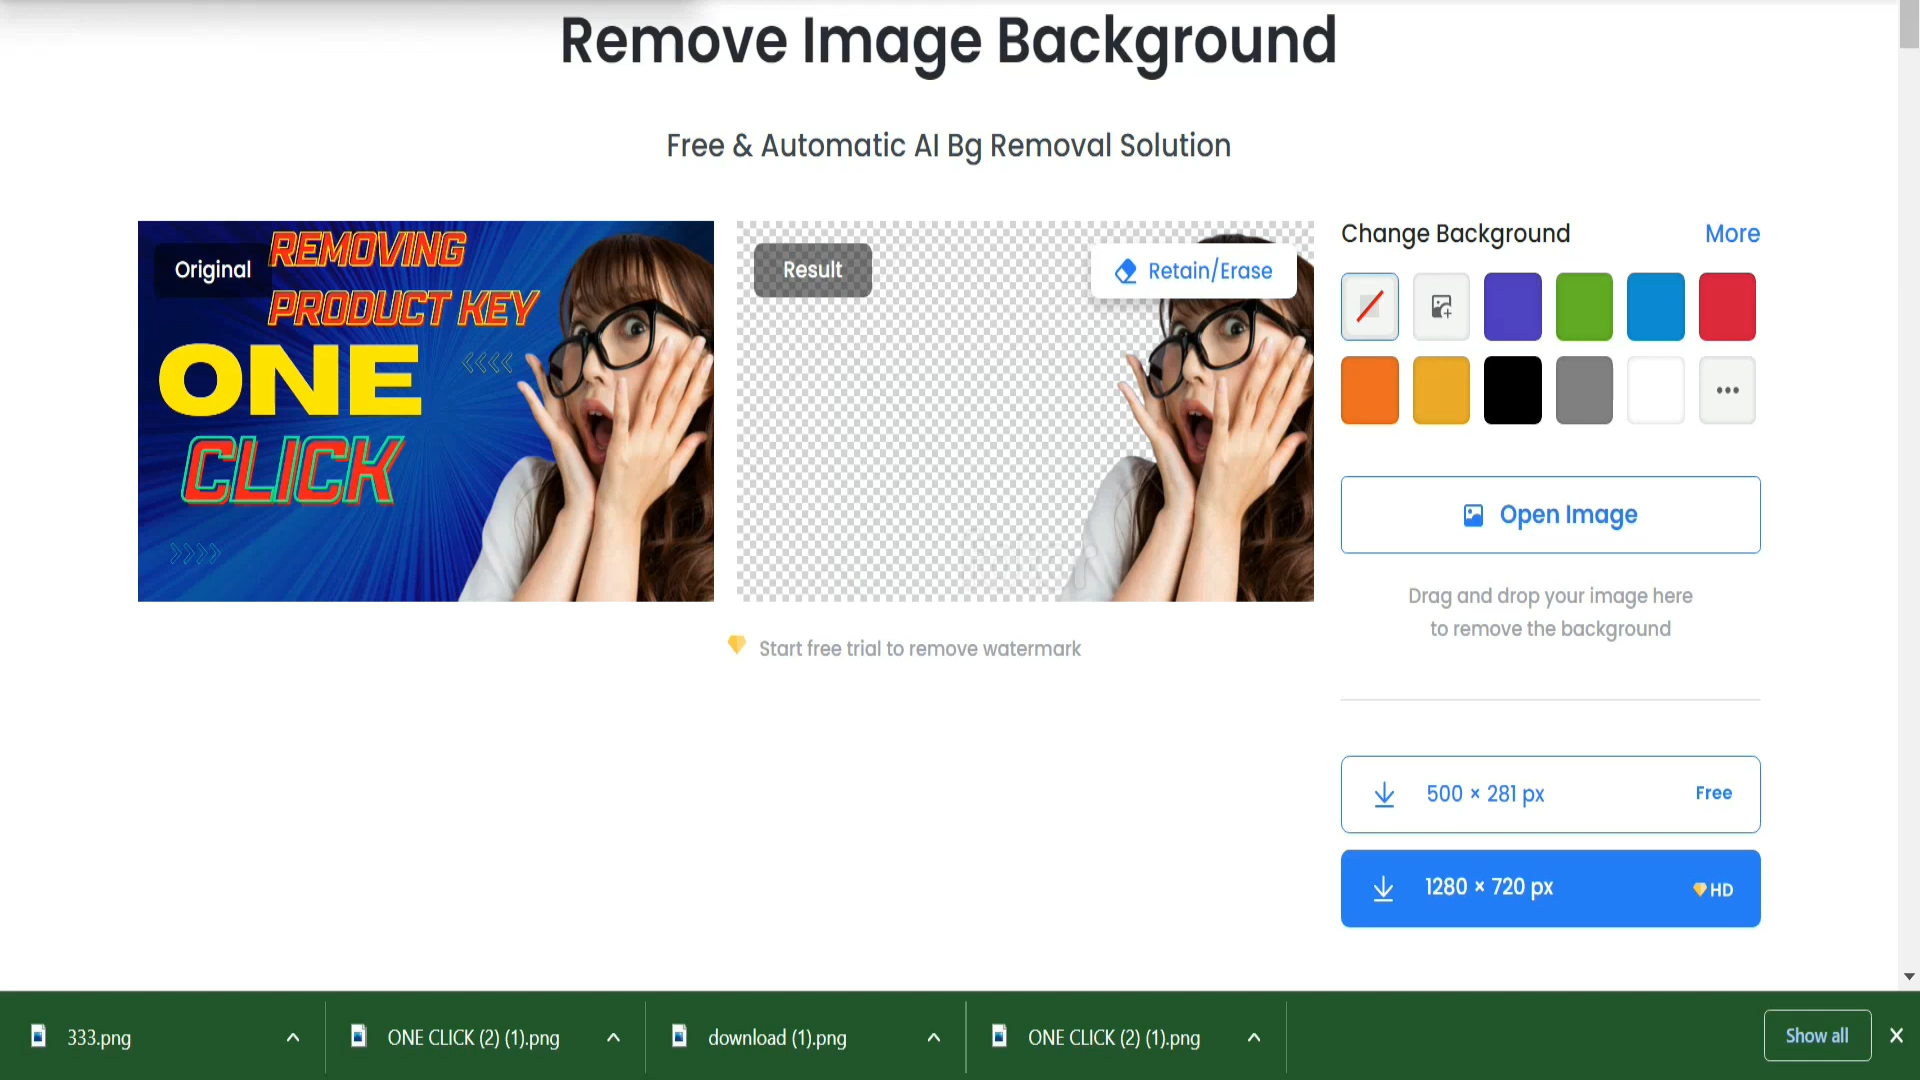 Remove Image Background
Free & Automatic AI Bg Removal Solution
Original
REMOVING
PRODUCT KEY
ONE
CLICK
Result
Retain/Erase
Start free trial to remove watermark
Change Background
More
Open Image
Drag and drop your image here
to remove the background
500 × 281 px
Free
1280 × 720 px
HD
333.png
ONE CLICK (2) (1).png
download (1).png
ONE CLICK (2) (1).png
Show all